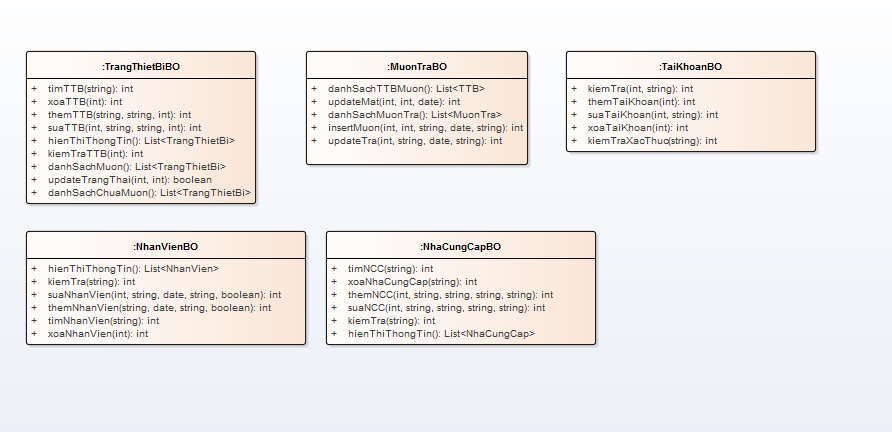 :TrangThietBiBO
+ timTTB(string): int
+ xoaTTB(int): int
+ themTTB(string, string, int): int
+ suaTTB(int, string, string, int): int
+ hienThiThongTin(): List<TrangThietBi>
+ kiemTraTTB(int): int
+ danhSachMuon(): List<TrangThietBi>
+ updateTrangThai(int, int): boolean
+ danhSachChuaMuon(): List<TrangThietBi>
:MuonTraBO
+ danhSachTTBMuon(): List<TTB>
+ updateMat(int, int, date): int
+ danhSachMuonTra(): List<MuonTra>
+ insertMuon(int, int, string, date, string): int
+ updateTra(int, string, date, string): int
:TaiKhoanBO
+ kiemTra(int, string): int
+ themTaiKhoan(int): int
+ suaTaiKhoan(int, string): int
+ xoaTaiKhoan(int): int
+ kiemTraXacThuc(string): int
:NhanVienBO
+ hienThiThongTin(): List<NhanVien>
+ kiemTra(string): int
+ suaNhanVien(int, string, date, string, boolean): int
+ themNhanVien(string, date, string, boolean): int
+ timNhanVien(string): int
+ xoaNhanVien(int): int
:NhaCungCapBO
+ timNCC(string): int
+ xoaNhaCungCap(string): int
+ themNCC(int, string, string, string, string): int
+ suaNCC(int, string, string, string, string): int
+ kiemTra(string): int
+ hienThiThongTin(): List<NhaCungCap>